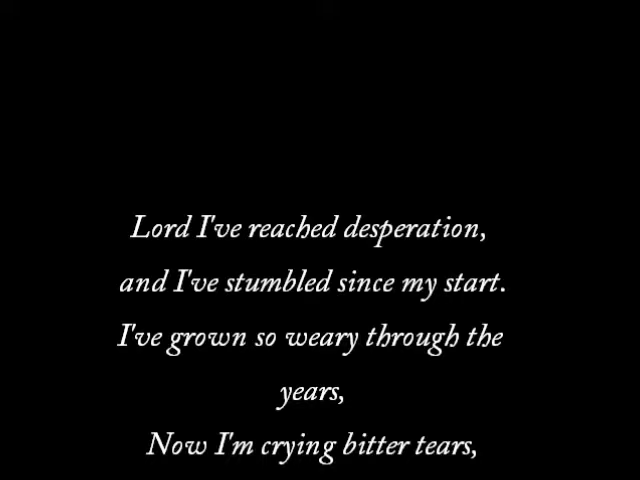 Lord I've reached desperation,
and I've stumbled since my start.
I've grown so weary through the
years,
Now I'm crying bitter tears,